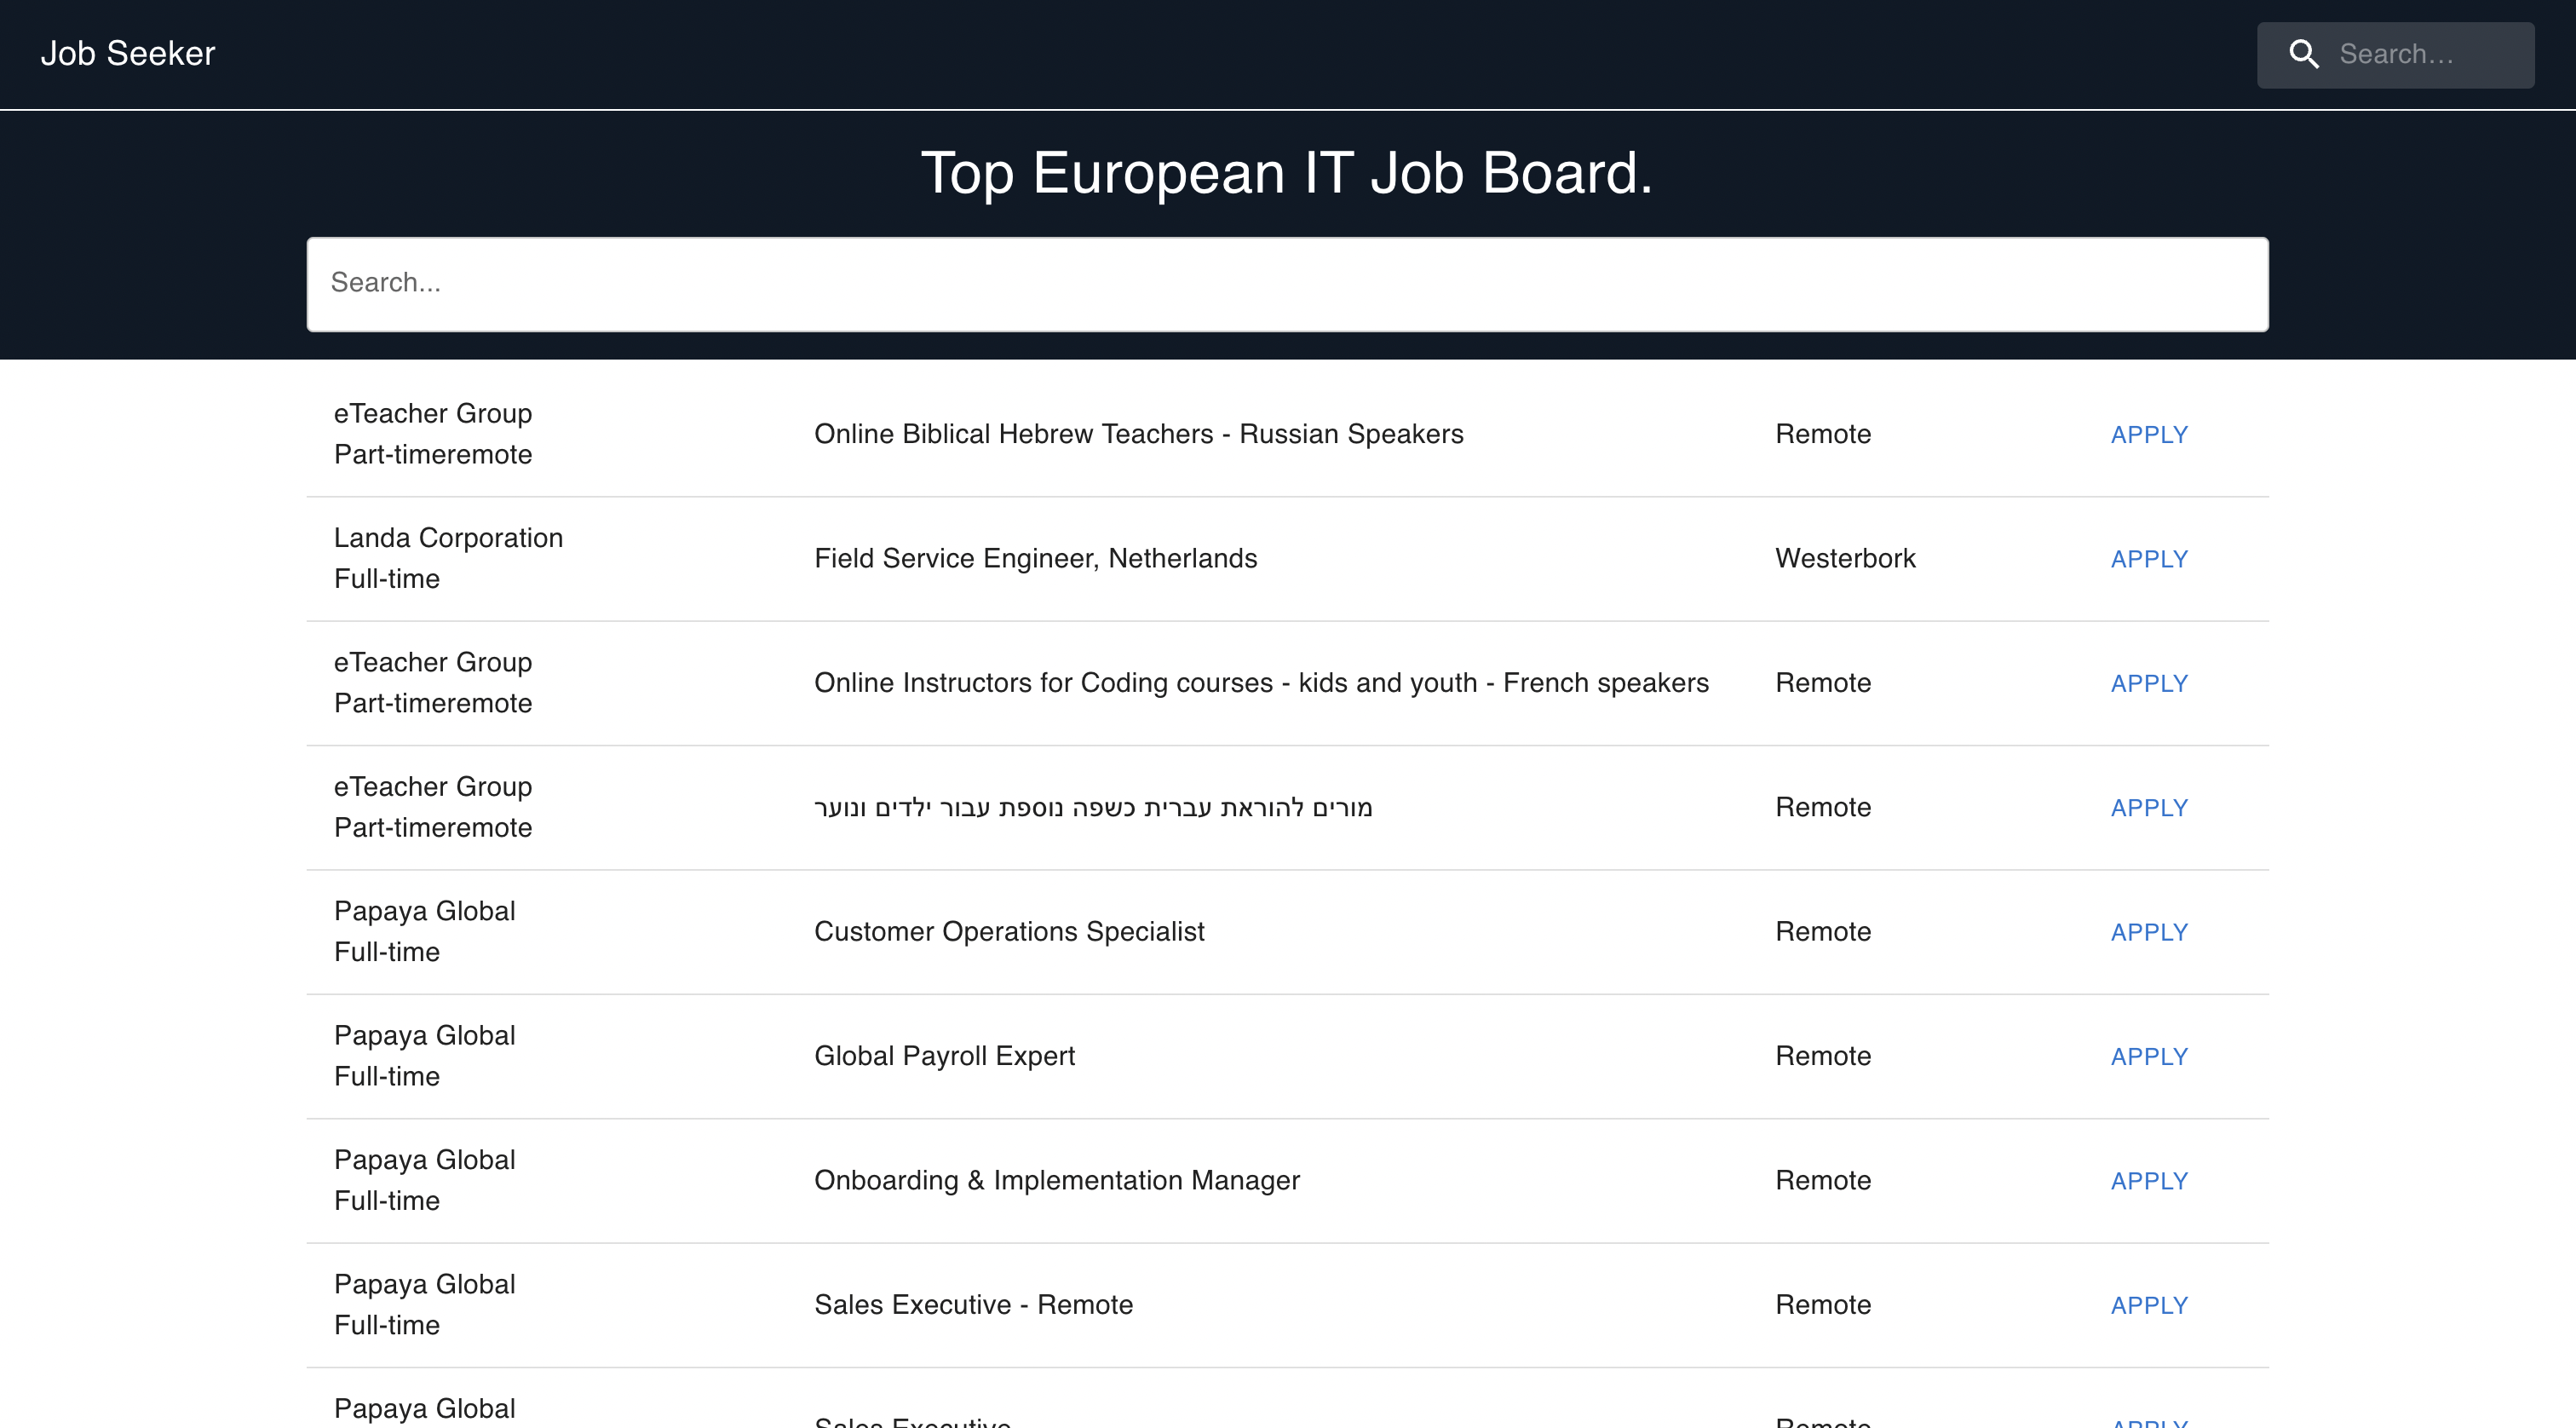 Job Seeker
Search…
Top European IT Job Board.
Search...
eTeacher Group
Part-timeremote
Online Biblical Hebrew Teachers - Russian Speakers
Remote
APPLY
Landa Corporation
Full-time
Field Service Engineer, Netherlands
Westerbork
APPLY
eTeacher Group
Part-timeremote
Online Instructors for Coding courses - kids and youth - French speakers
Remote
APPLY
eTeacher Group
Part-timeremote
מורים להוראת עברית כשפה נוספת עבור ילדים ונוער
Remote
APPLY
Papaya Global
Full-time
Customer Operations Specialist
Remote
APPLY
Papaya Global
Full-time
Global Payroll Expert
Remote
APPLY
Papaya Global
Full-time
Onboarding & Implementation Manager
Remote
APPLY
Papaya Global
Full-time
Sales Executive - Remote
Remote
APPLY
Papaya Global
Sales Executive
Remote
APPLY